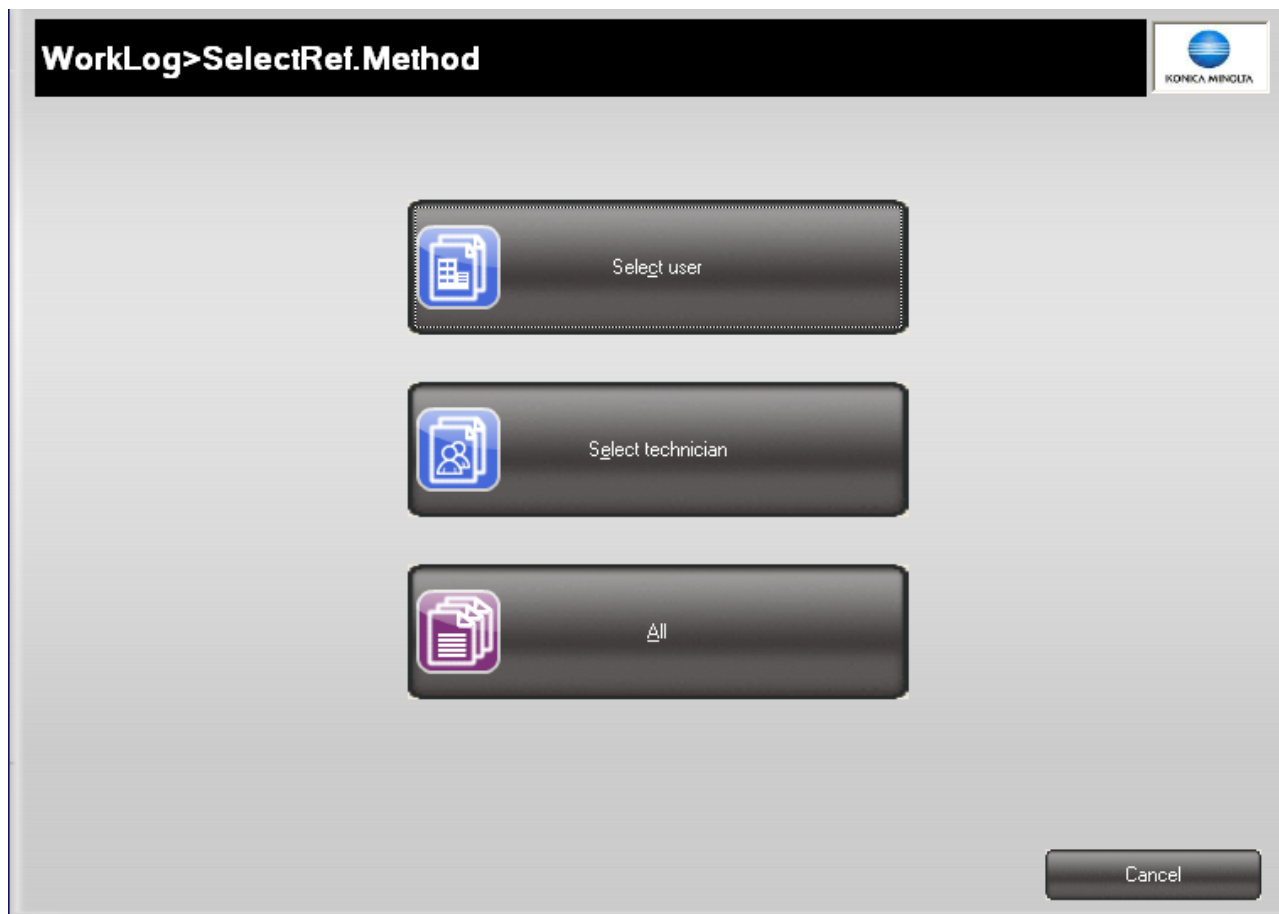 WorkLog>SelectRef.Method
KONICA MINOLTA
Select user
Select technician
All
Cancel